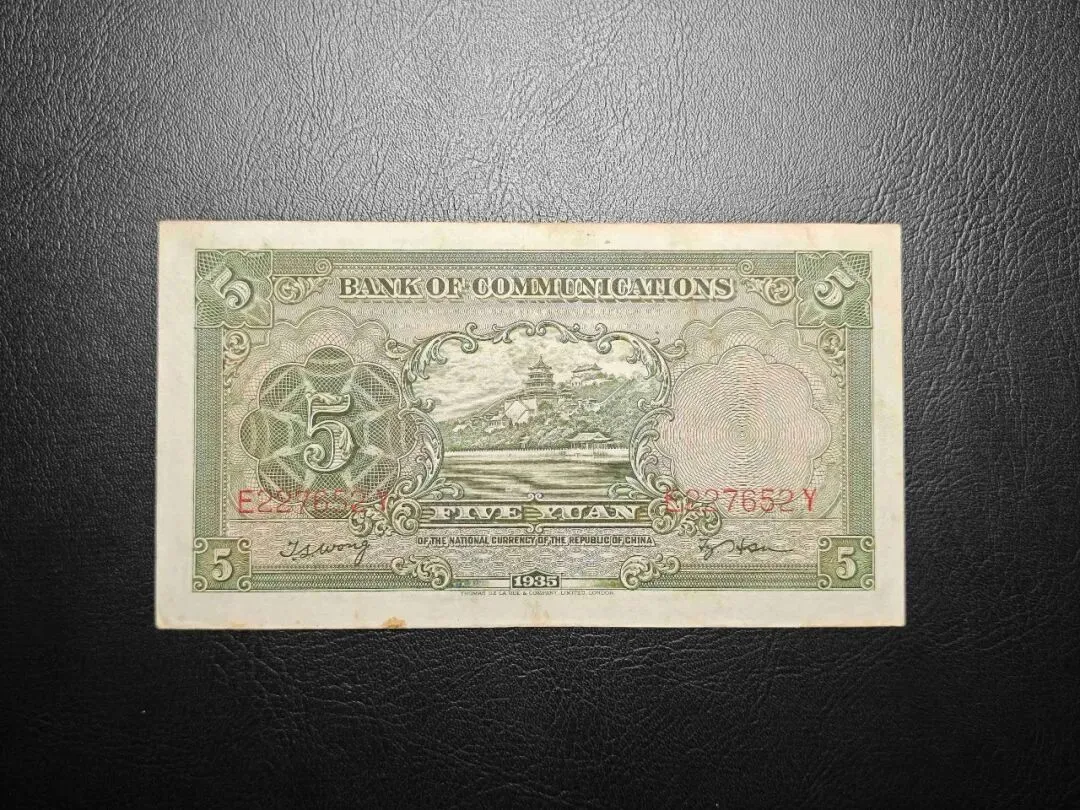 5 BANK OF COMMUNICATIONS 5
5
E227652Y E227652Y
FIVE YUAN
OF THE NATIONAL CURRENCY OF THE REPUBLIC OF CHINA
T S Wong
5 5
1935
THOMAS DE LA RUE & COMPANY, LIMITED, LONDON.